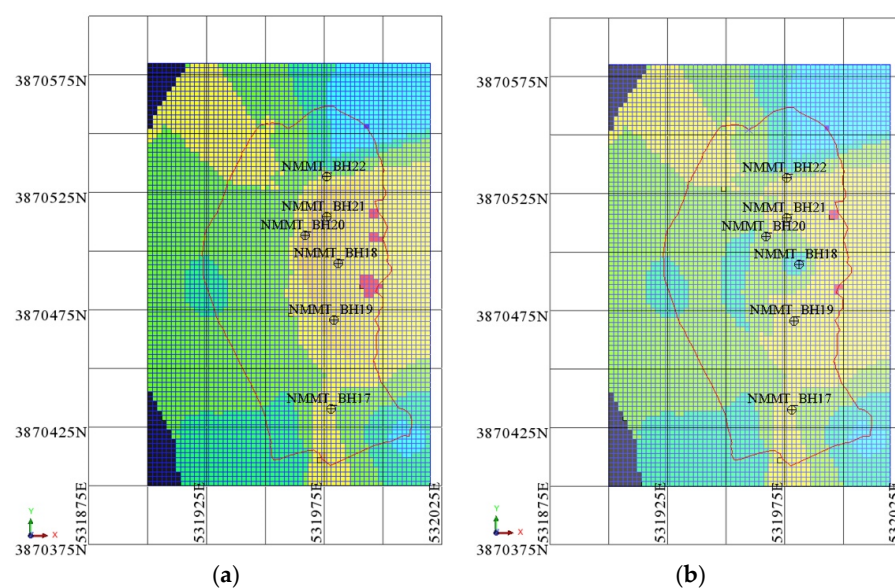 3870575N
NMMT_BH22
3870525N
NMMT_BH21
NMMT_BH20
NMMT_BH18
3870475N
NMMT_BH19
NMMT_BH17
3870425N
3870375N
531875E
531925E
531975E
532025E
Y
X
(a)
3870575N
NMMT_BH22
3870525N
NMMT_BH21
NMMT_BH20
NMMT_BH18
3870475N
NMMT_BH19
NMMT_BH17
3870425N
3870375N
531875E
531925E
531975E
532025E
Y
X
(b)